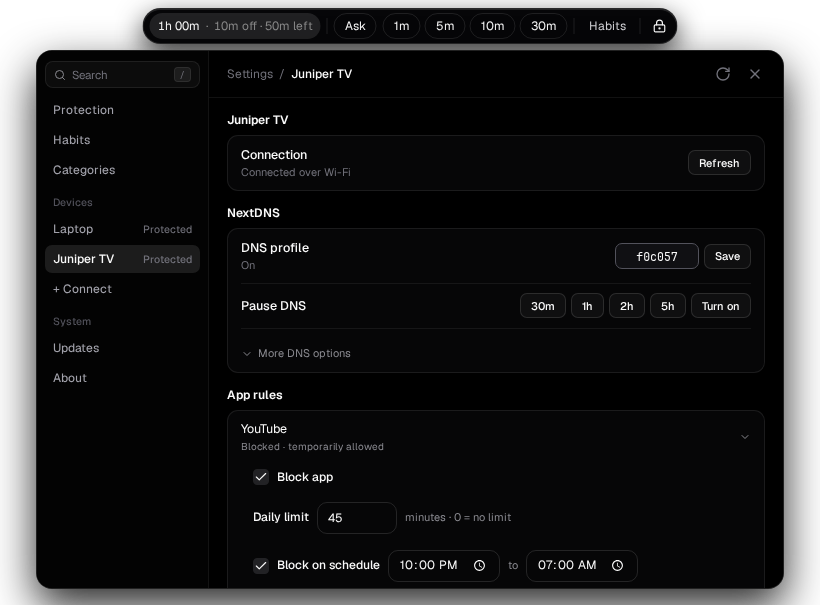 1h 00m · 10m off · 50m left Ask 1m 5m 10m 30m Habits
Search /
Protection
Habits
Categories
Devices
Laptop Protected
Juniper TV Protected
+ Connect
System
Updates
About
Settings / Juniper TV
Juniper TV
Connection
Connected over Wi-Fi
Refresh
NextDNS
DNS profile
On
f0c057 Save
Pause DNS 30m 1h 2h 5h Turn on
More DNS options
App rules
YouTube
Blocked · temporarily allowed
Block app
Daily limit 45 minutes · 0 = no limit
Block on schedule 10:00 PM to 07:00 AM